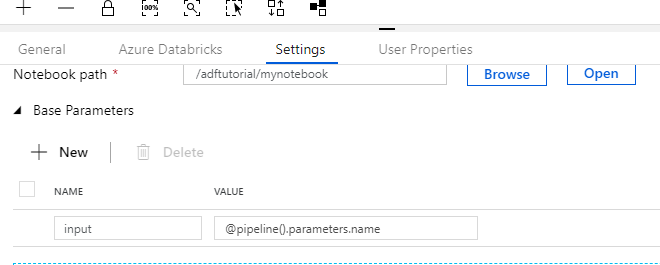 100%
General Azure Databricks Settings User Properties
Notebook path * /adftutorial/mynotebook Browse Open
Base Parameters
New Delete
NAME VALUE
input @pipeline().parameters.name